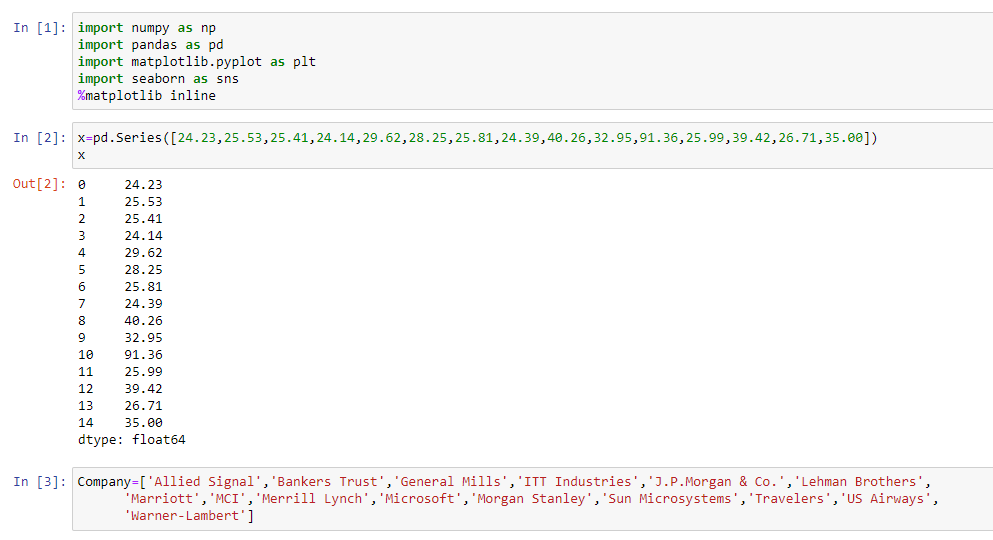 In [1]: import numpy as np
import pandas as pd
import matplotlib.pyplot as plt
import seaborn as sns
%matplotlib inline
In [2]: x=pd.Series([24.23,25.53,25.41,24.14,29.62,28.25,25.81,24.39,40.26,32.95,91.36,25.99,39.42,26.71,35.00])
x
Out[2]: 0 24.23
1 25.53
2 25.41
3 24.14
4 29.62
5 28.25
6 25.81
7 24.39
8 40.26
9 32.95
10 91.36
11 25.99
12 39.42
13 26.71
14 35.00
dtype: float64
In [3]: Company=['Allied Signal','Bankers Trust','General Mills','ITT Industries','J.P.Morgan & Co.','Lehman Brothers',
'Marriott','MCI','Merrill Lynch','Microsoft','Morgan Stanley','Sun Microsystems','Travelers','US Airways',
'Warner-Lambert']